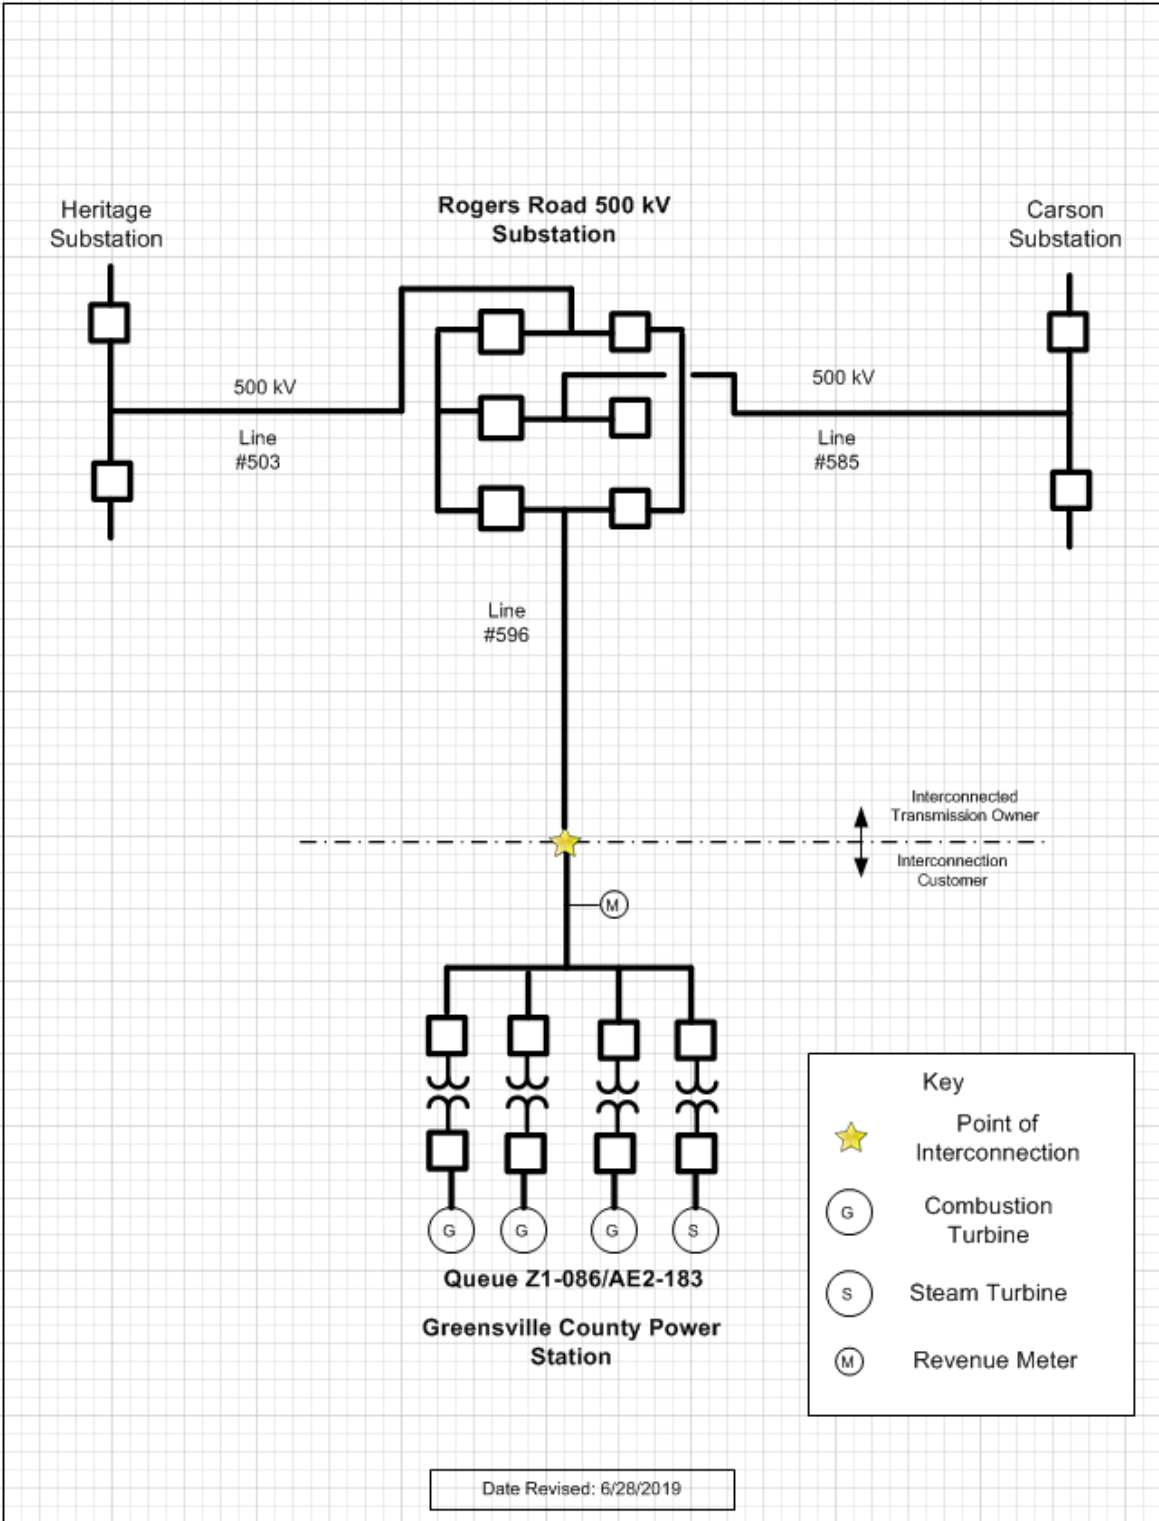 Rogers Road 500 kV
Substation
Heritage
Substation
Carson
Substation
500 kV
Line
#503
500 kV
Line
#585
Line
#596
Interconnected
Transmission Owner
Interconnection
Customer
M
G
G
G
S
Queue Z1-086/AE2-183
Greensville County Power
Station
Key
Point of
Interconnection
G
Combustion
Turbine
S
Steam Turbine
M
Revenue Meter
Date Revised: 6/28/2019